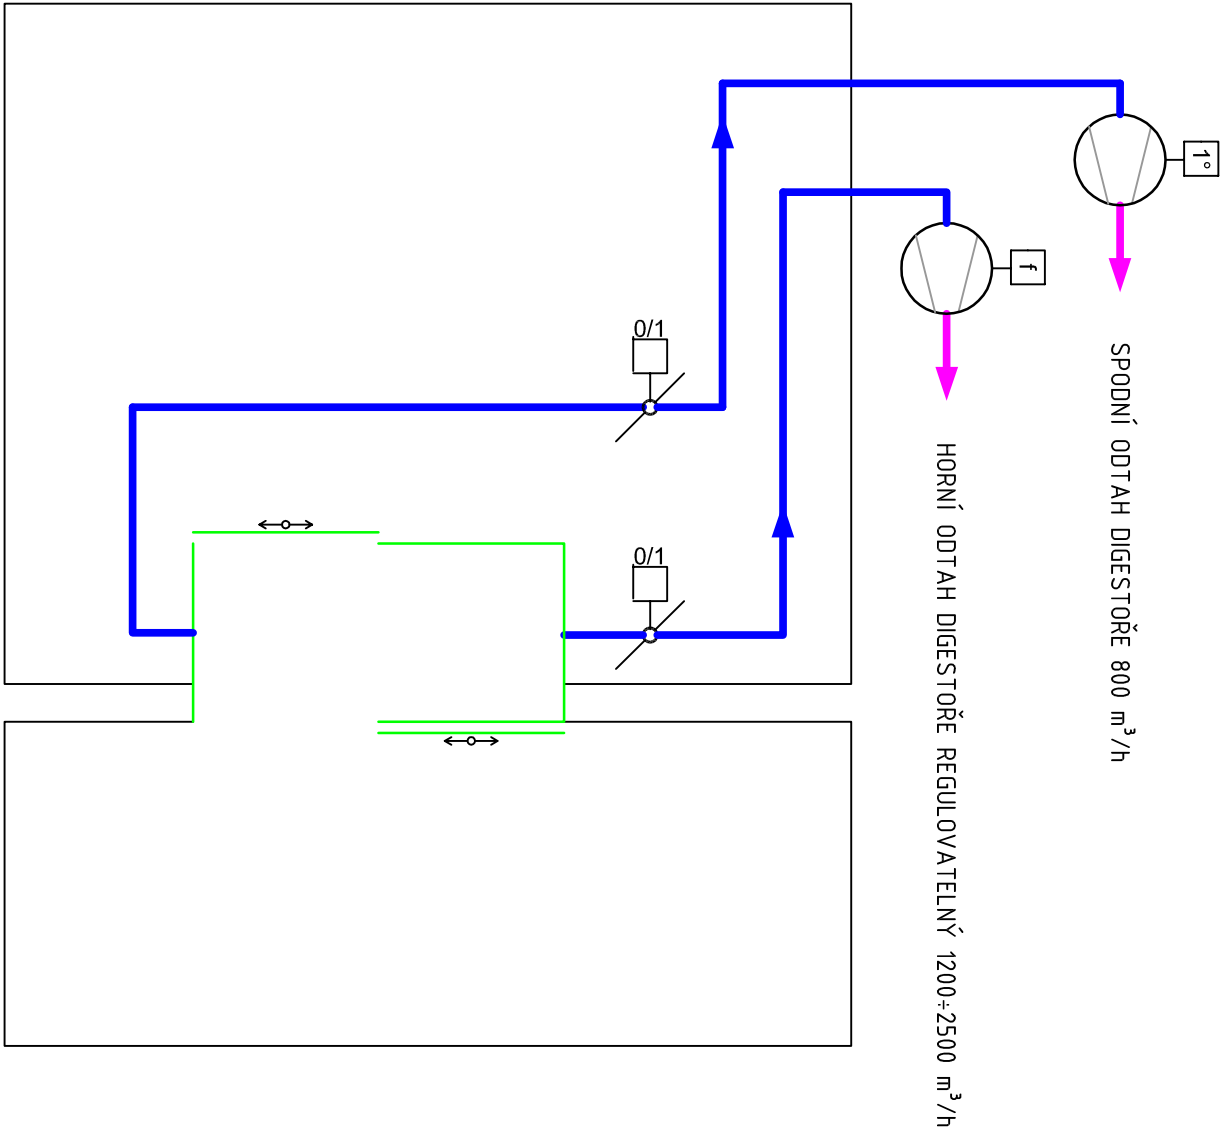 1°
f
0/1
0/1
SPODNÍ ODTAH DIGESTOŘE 800 m³/h
HORNÍ ODTAH DIGESTOŘE REGULOVATELNÝ 1200÷2500 m³/h